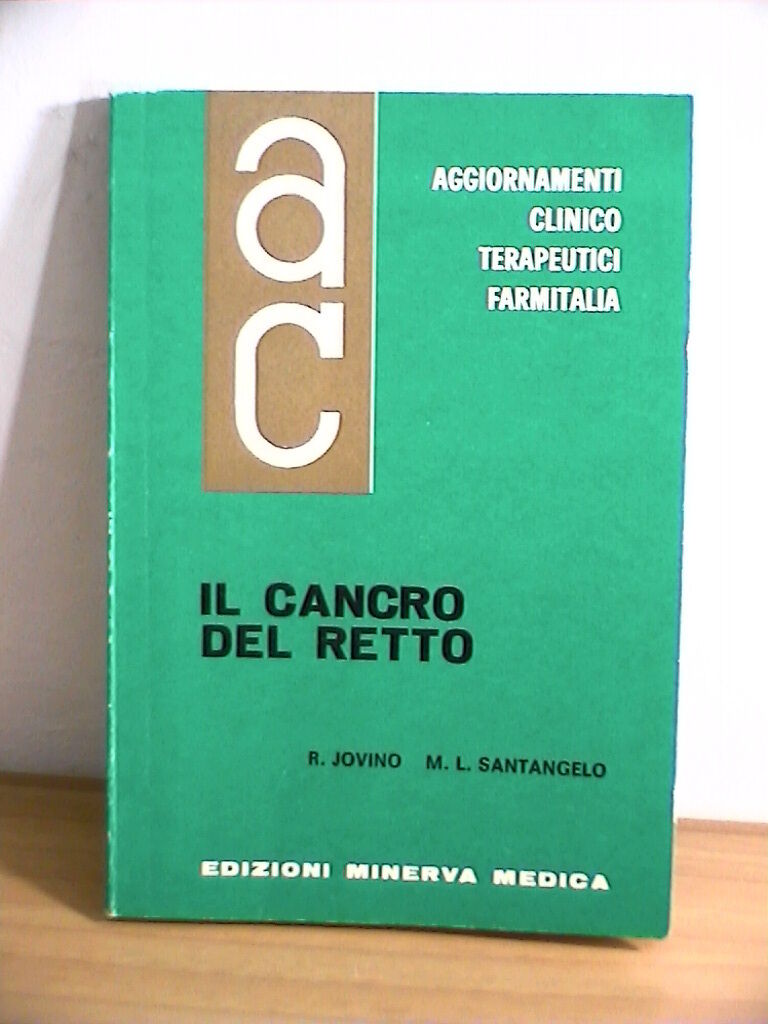 ac
AGGIORNAMENTI
CLINICO
TERAPEUTICI
FARMITALIA
IL CANCRO
DEL RETTO
R. JOVINO M. L. SANTANGELO
EDIZIONI MINERVA MEDICA